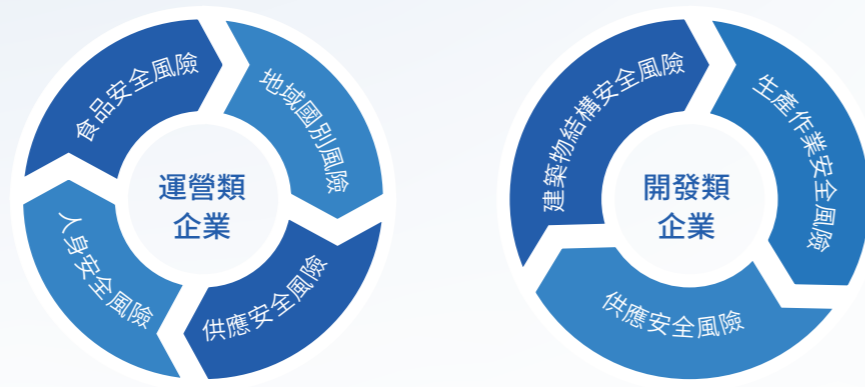 食品安全風險
地域國別風險
供應安全風險
人身安全風險
運營類
企業
建築物結構安全風險
生產作業安全風險
供應安全風險
開發類
企業